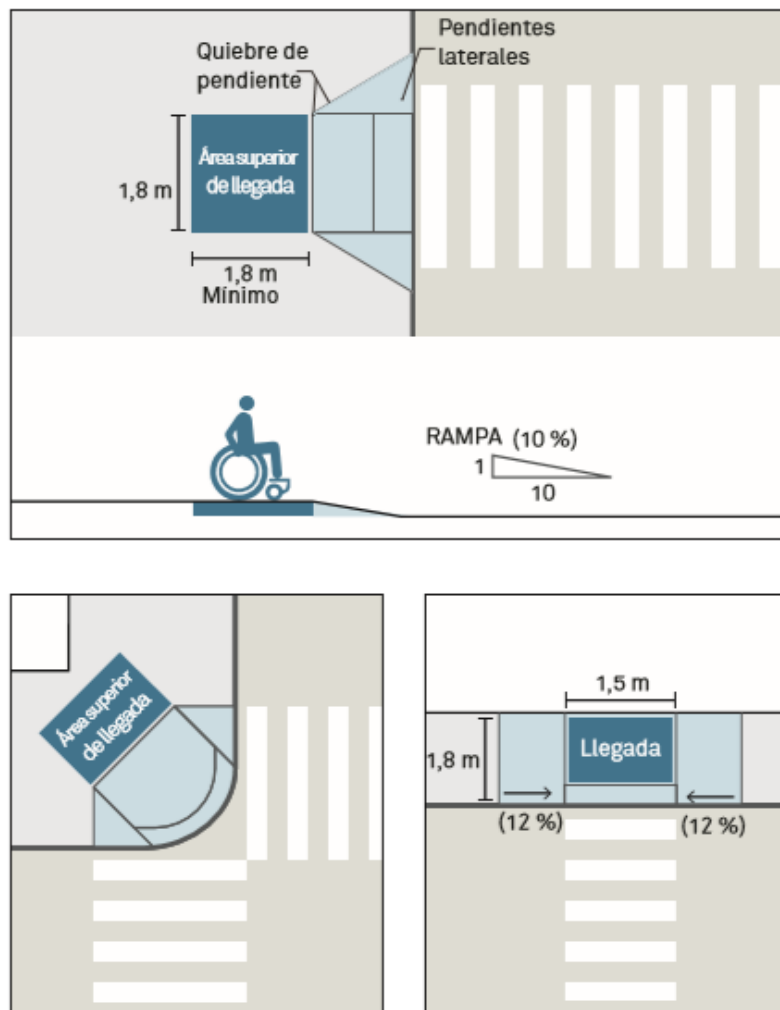 Pendientes
laterales
Quiebre de
pendiente
Área superior
de llegada
1,8 m
1,8 m
Mínimo
RAMPA (10 %)
1
10
Área superior
de llegada
1,5 m
1,8 m
Llegada
(12 %)
(12 %)